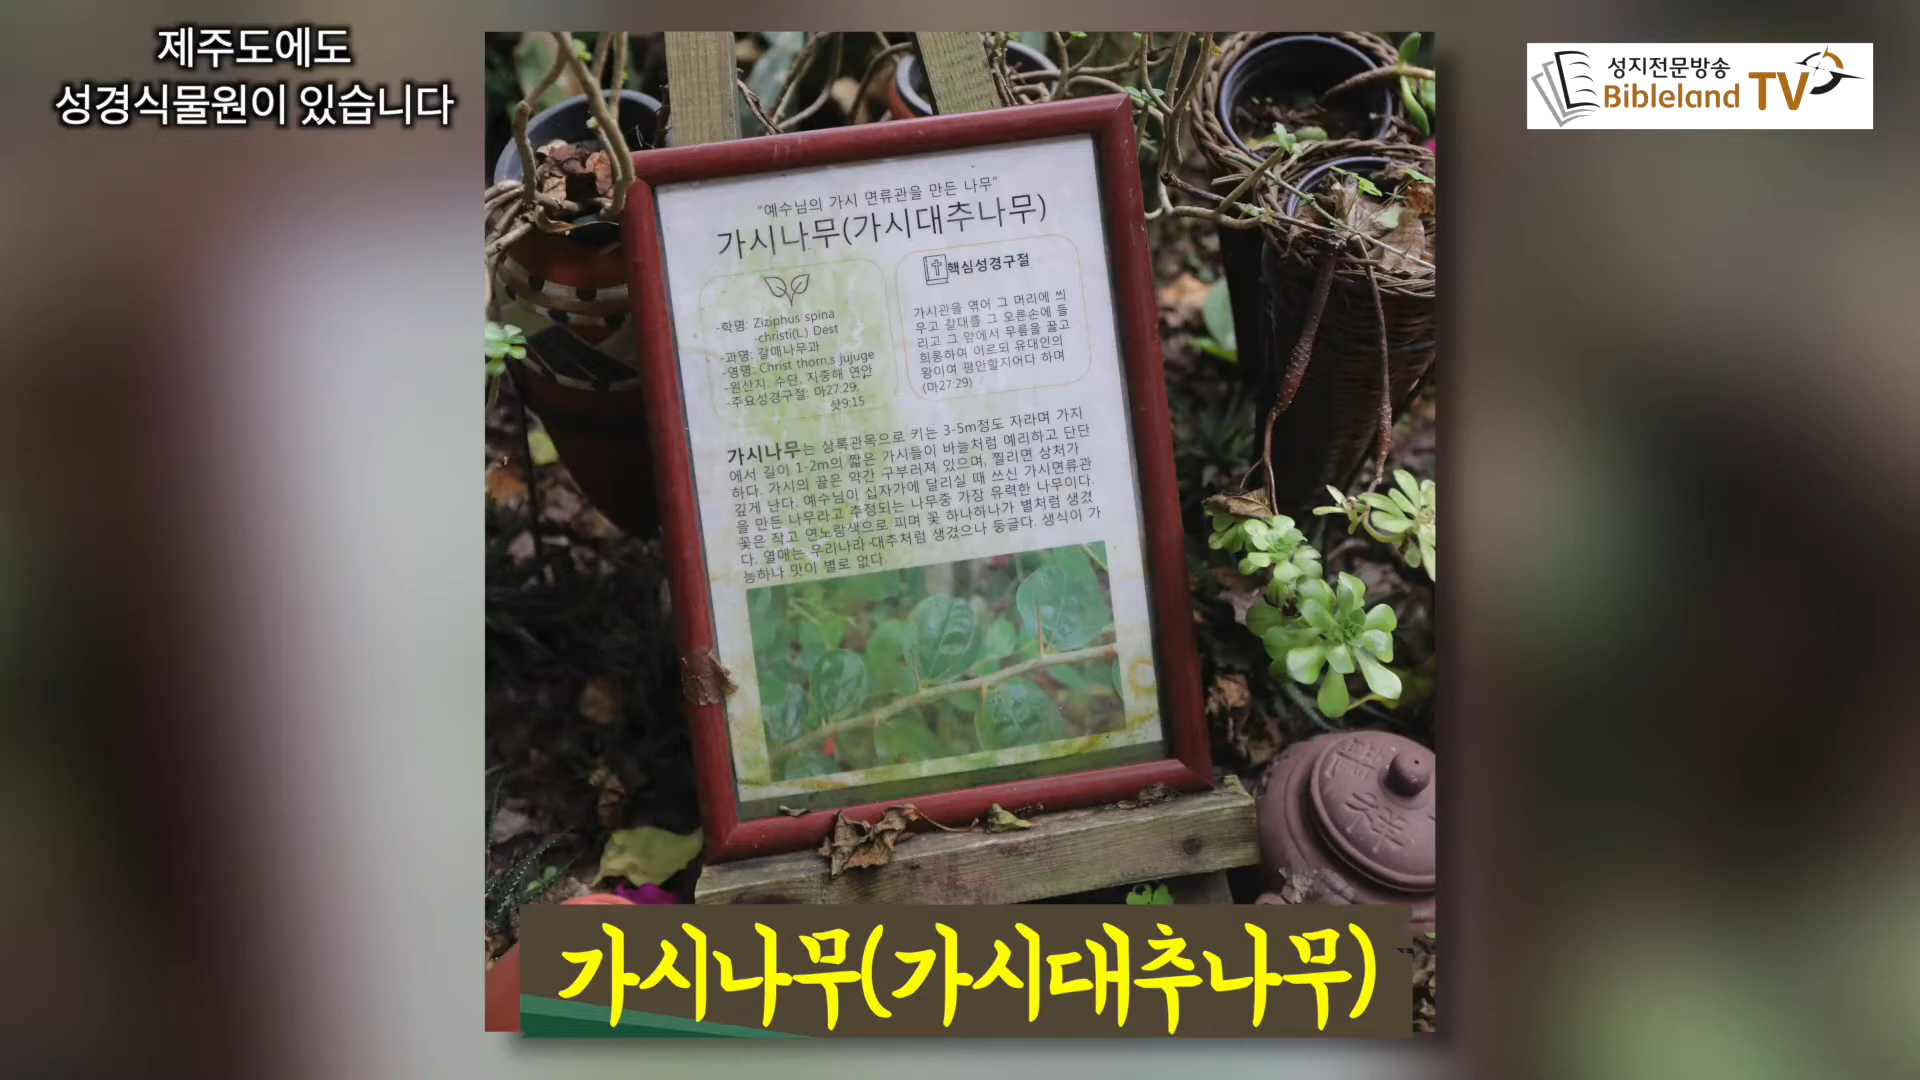 제주도에도
성경식물원이 있습니다
성지전문방송
Bibleland TV
"예수님의 가시 면류관을 만든 나무"
가시나무(가시대추나무)
-학명: Ziziphus spina
-christi(L.) Dest
-과명: 갈매나무과
-영명: Christ thorn,s jujuge
-원산지: 수단, 지중해 연안
-주요성경구절: 마27:29,
삿9:15
핵심성경구절
가시관을 엮어 그 머리에 씌
우고 갈대를 그 오른손에 들
리고 그 앞에서 무릎을 꿇고
희롱하여 이르되 유대인의
왕이여 평안할지어다 하며
(마27:29)
가시나무는 상록관목으로 키는 3-5m정도 자라며 가지
에서 길이 1-2m의 짧은 가시들이 바늘처럼 예리하고 단단
하다. 가시의 끝은 약간 구부러져 있으며, 찔리면 상처가
깊게 난다. 예수님이 십자가에 달리실 때 쓰신 가시면류관
을 만든 나무라고 추정되는 나무중 가장 유력한 나무이다.
꽃은 작고 연노랑색으로 피며 꽃 하나하나가 별처럼 생겼
다, 열매는 우리나라 대추처럼 생겼으나 둥글다. 생식이 가
능하나 맛이 별로 없다.
가시나무(가시대추나무)